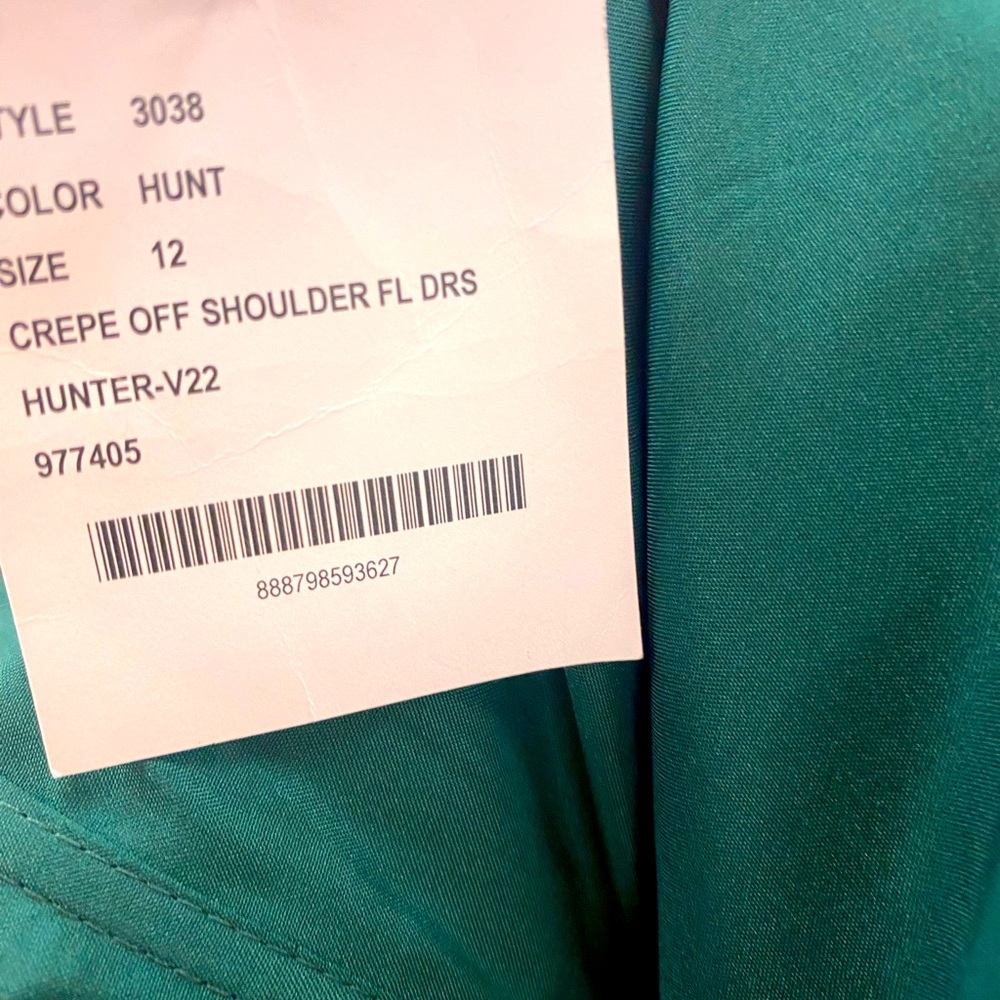 TYLE 3038
COLOR HUNT
SIZE 12
CREPE OFF SHOULDER FL DRS
HUNTER-V22
977405
888798593627